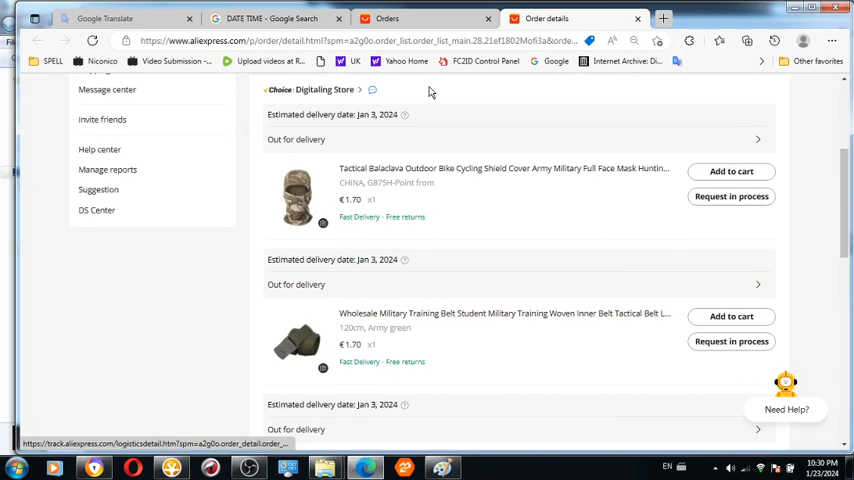 Google Translate
DATE TIME - Google Search
Orders
Order details
https://www.aliexpress.com/p/order/detail.html?spm=a2g0o.order_list.order_list_main.28.21ef1802Mofi3a&orde...
SPELL
Niconico
Video Submission -...
Upload videos at R...
UK
Yahoo Home
FC2ID Control Panel
Google
Internet Archive: Di...
Other favorites
Message center
Invite friends
Help center
Manage reports
Suggestion
DS Center
Choice Digitaling Store >
Estimated delivery date: Jan 3, 2024
Out for delivery
Tactical Balaclava Outdoor Bike Cycling Shield Cover Army Military Full Face Mask Huntin...
CHINA, G875H-Point from
€1.70 x1
Fast Delivery · Free returns
Add to cart
Request in process
Estimated delivery date: Jan 3, 2024
Out for delivery
Wholesale Military Training Belt Student Military Training Woven Inner Belt Tactical Belt L...
120cm, Army green
€1.70 x1
Fast Delivery · Free returns
Add to cart
Request in process
Estimated delivery date: Jan 3, 2024
Out for delivery
Need Help?
https://track.aliexpress.com/logisticsdetail.htm?spm=a2g0o.order_detail.order_...
EN
10:30 PM
1/23/2024